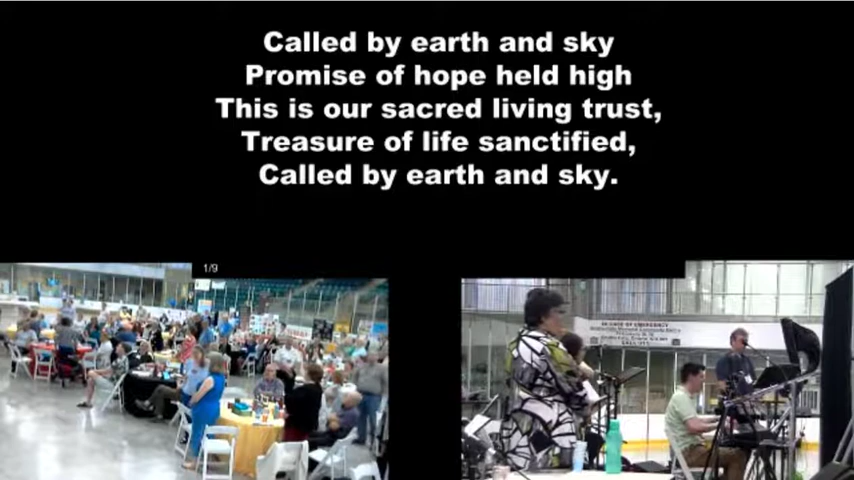 Called by earth and sky
Promise of hope held high
This is our sacred living trust,
Treasure of life sanctified,
Called by earth and sky.
1/9